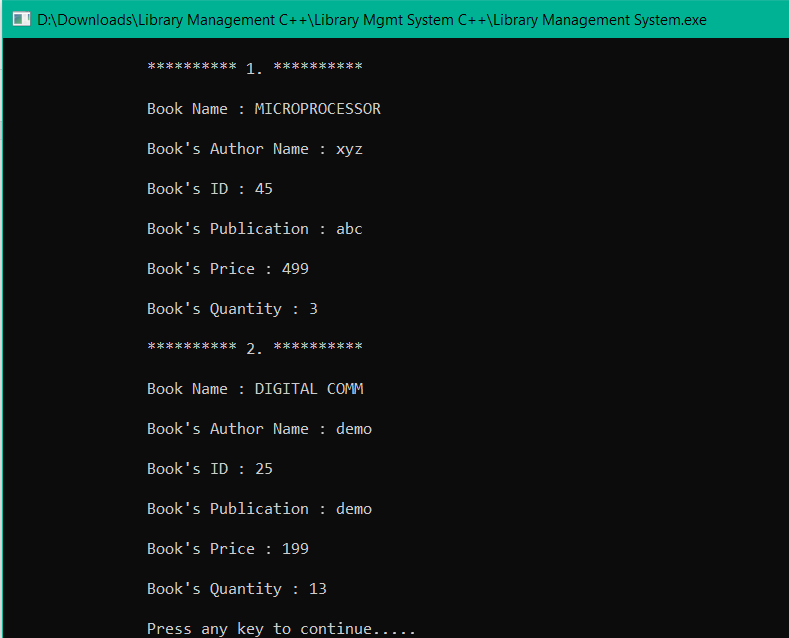 D:\Downloads\Library Management C++\Library Mgmt System C++\Library Management System.exe
********** 1. **********
Book Name : MICROPROCESSOR
Book's Author Name : xyz
Book's ID : 45
Book's Publication : abc
Book's Price : 499
Book's Quantity : 3
********** 2. **********
Book Name : DIGITAL COMM
Book's Author Name : demo
Book's ID : 25
Book's Publication : demo
Book's Price : 199
Book's Quantity : 13
Press any key to continue.....